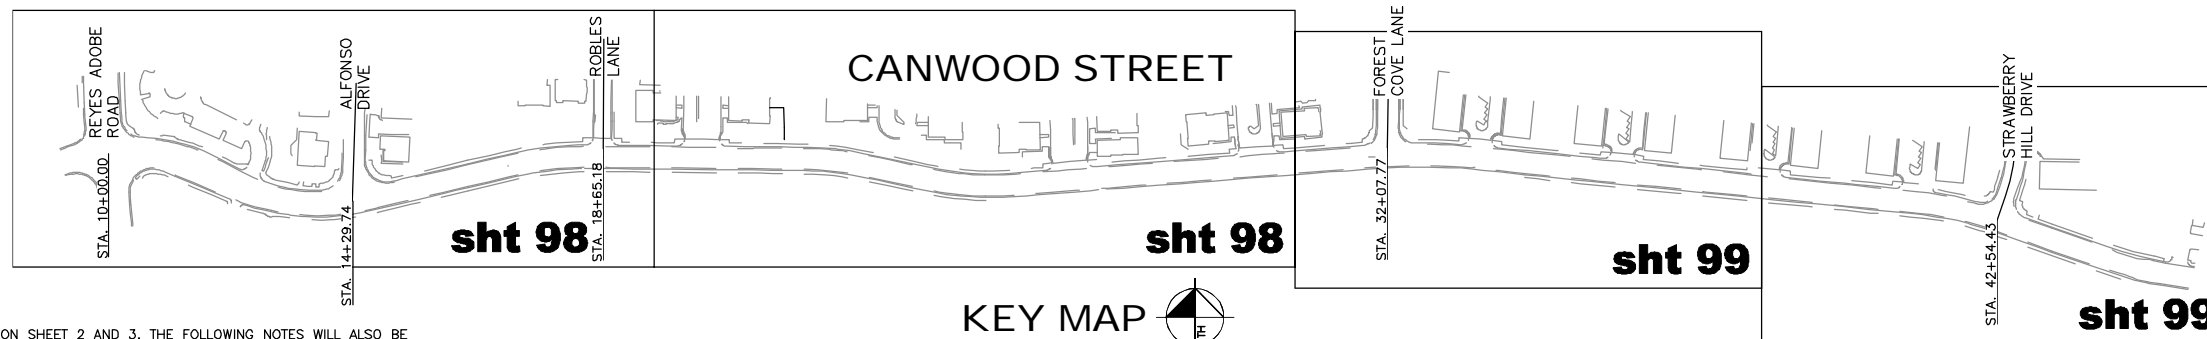 REYES ADOBE
ROAD
STA. 10+00.00
ALFONSO
DRIVE
STA. 14+29.74
sht 98
ROBLES
LANE
STA. 18+65.18
CANWOOD STREET
sht 98
FOREST
COVE LANE
STA. 32+07.77
sht 99
STRAWBERRY
HILL DRIVE
STA. 42+54.43
sht 99
KEY MAP
TH
ON SHEET 2 AND 3. THE FOLLOWING NOTES WILL ALSO BE